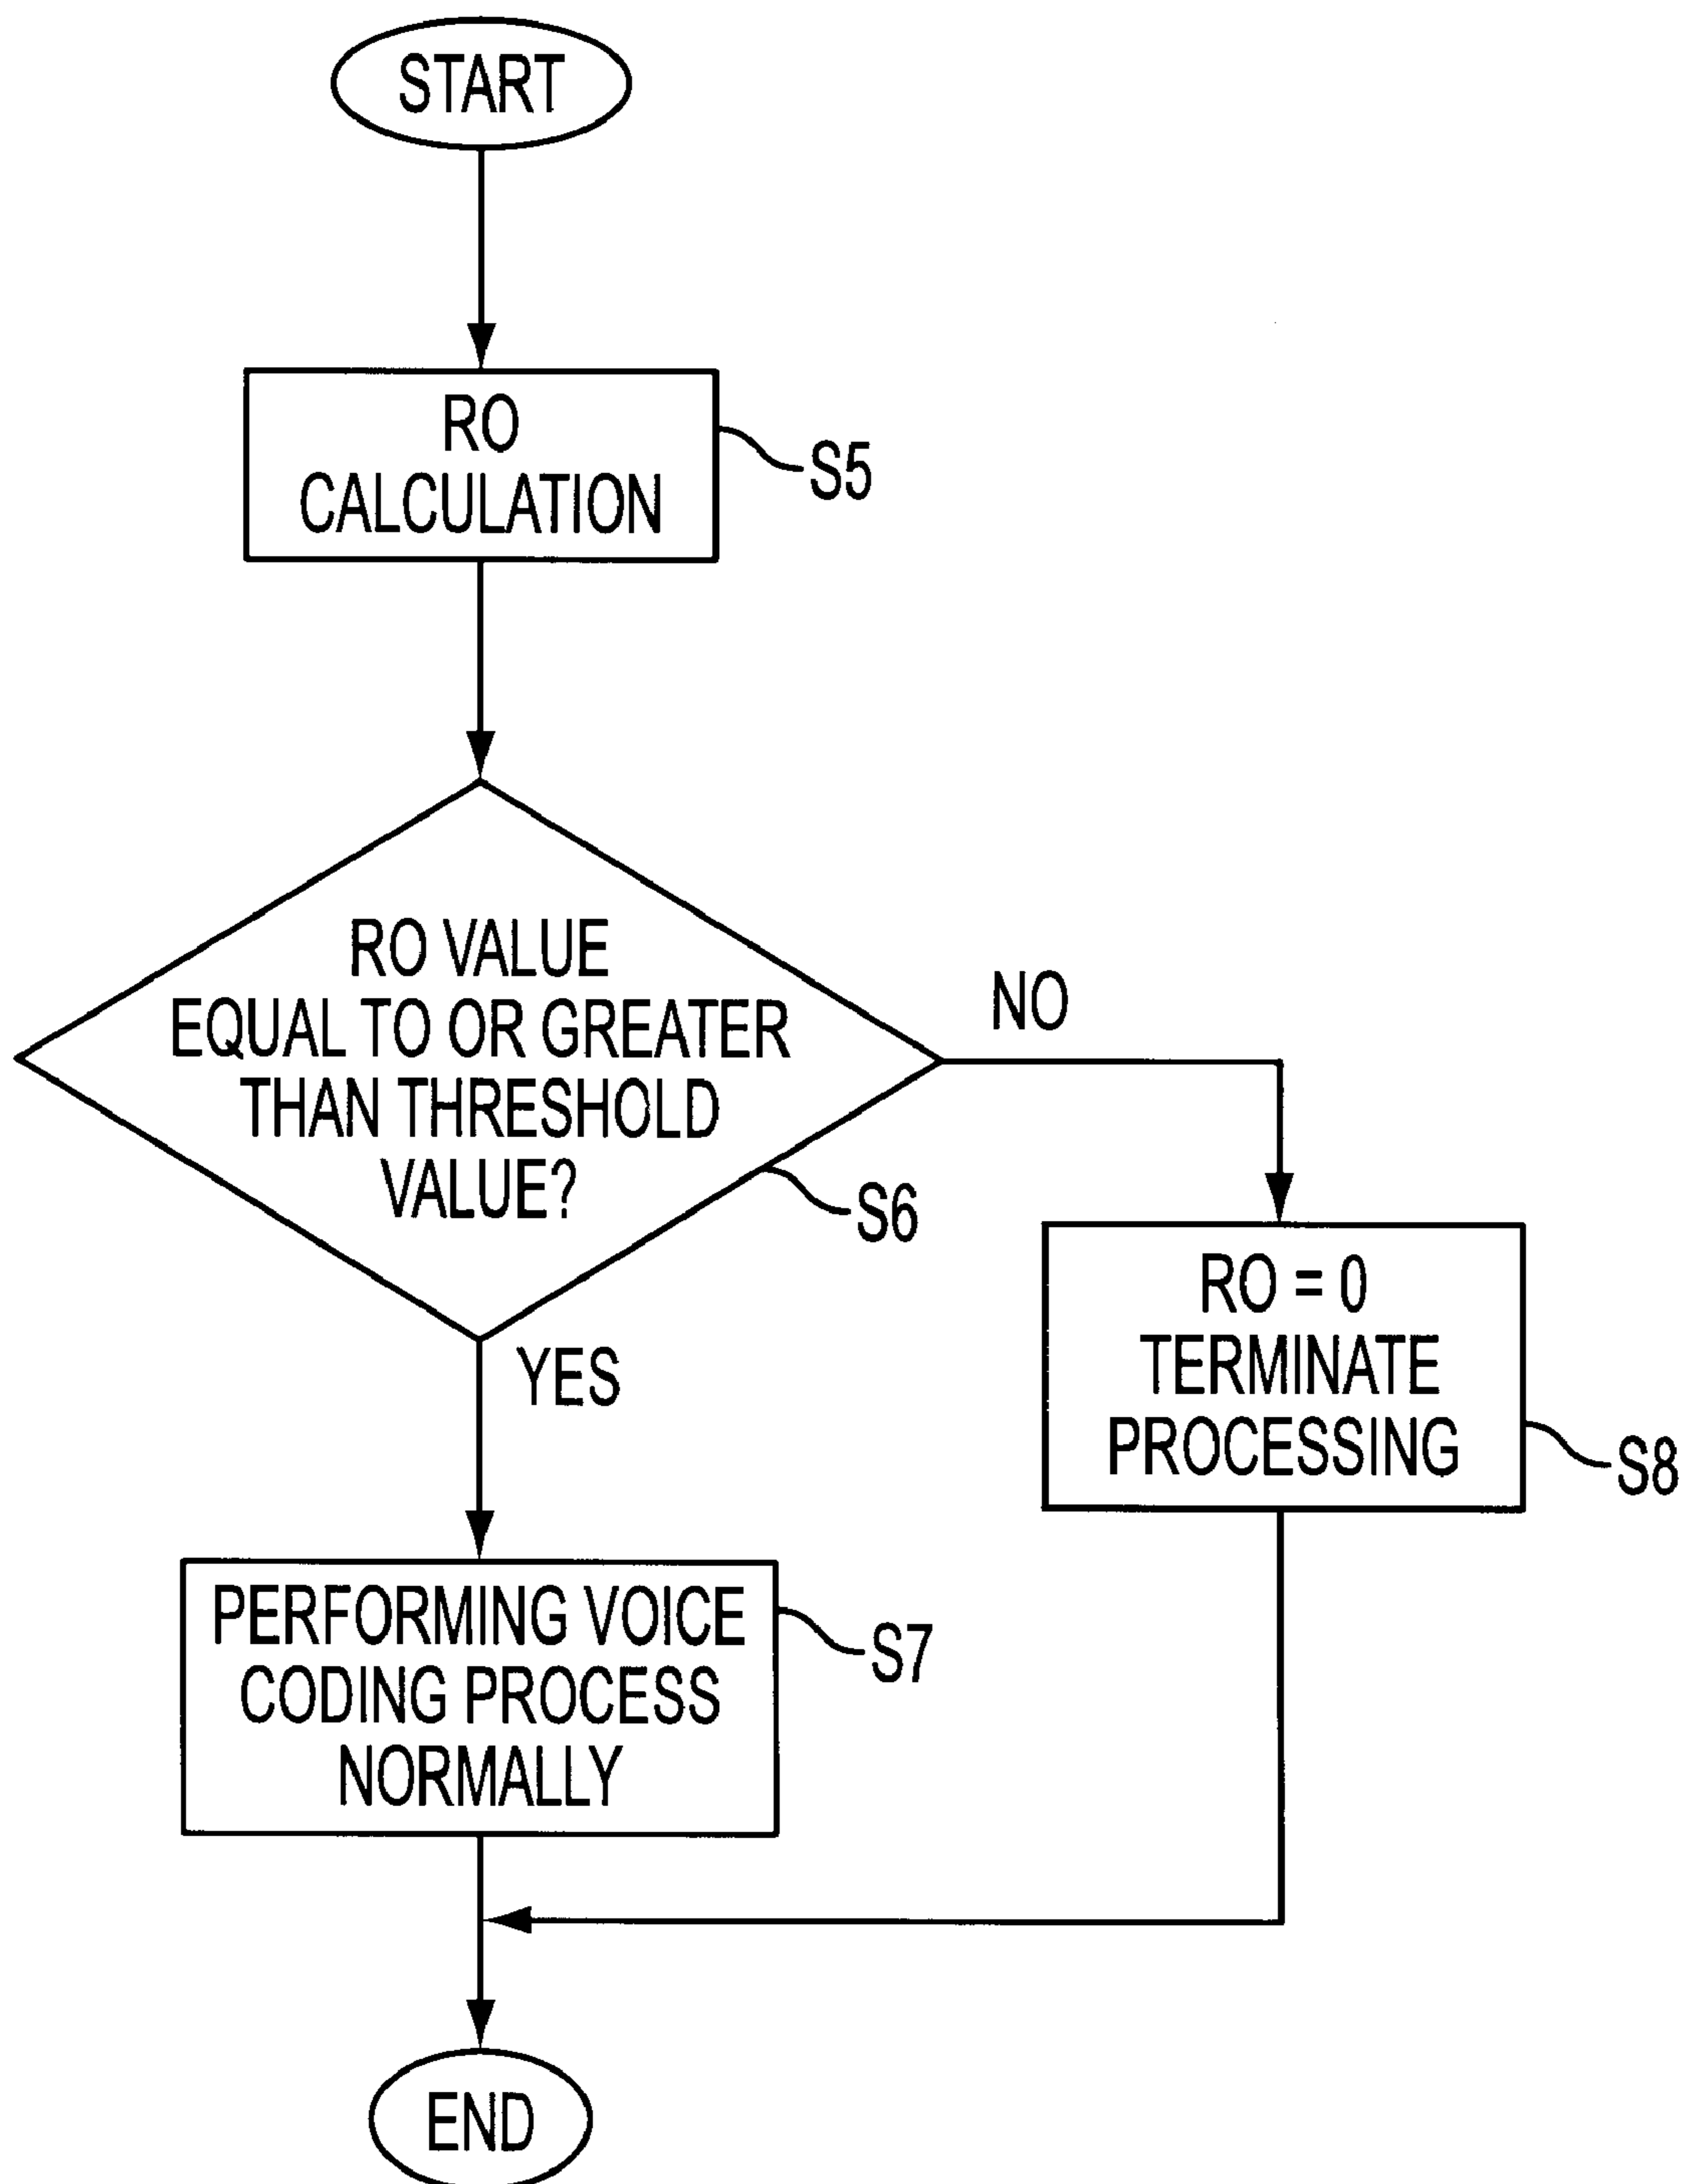 START
RO
CALCULATION
S5
RO VALUE
EQUAL TO OR GREATER
THAN THRESHOLD
VALUE?
S6
NO
YES
RO = 0
TERMINATE
PROCESSING
S8
PERFORMING VOICE
CODING PROCESS
NORMALLY
S7
END